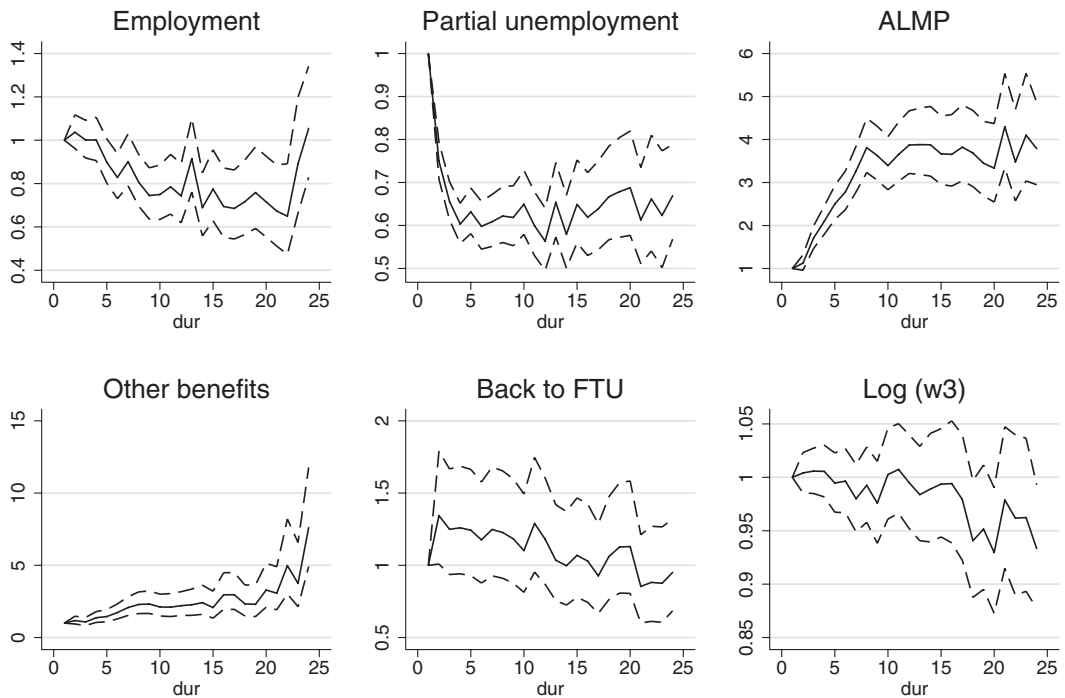 Employment
1.4
1.2
1
0.8
0.6
0.4
0 5 10 15 20 25
dur
Partial unemployment
1
0.9
0.8
0.7
0.6
0.5
0 5 10 15 20 25
dur
ALMP
6
5
4
3
2
1
0 5 10 15 20 25
dur
Other benefits
15
10
5
0
0 5 10 15 20 25
dur
Back to FTU
2
1.5
1
0.5
0 5 10 15 20 25
dur
Log (w3)
1.05
1
0.95
0.9
0.85
0 5 10 15 20 25
dur